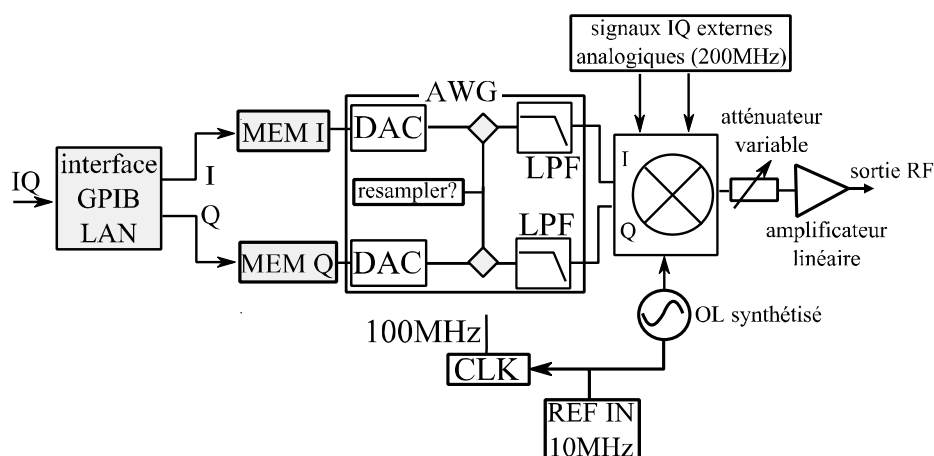 signaux IQ externes
analogiques (200MHz)
AWG
MEM I
DAC
LPF
I
interface
GPIB
LAN
IQ
I
Q
resampler?
Q
atténuateur
variable
sortie RF
amplificateur
linéaire
MEM Q
DAC
LPF
OL synthétisé
100MHz
CLK
REF IN
10MHz